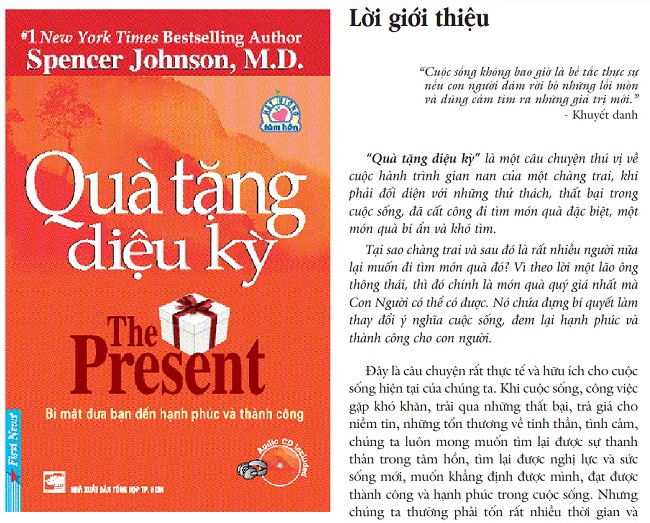 #1 New York Times Bestselling Author
Spencer Johnson, M.D.
HẠT GIỐNG
tâm hồn
Quà tặng
diệu kỳ
The
Present
Bí mật đưa bạn đến hạnh phúc và thành công
First News
Audio CD Included
NHÀ XUẤT BẢN TỔNG HỢP TP. HCM
Lời giới thiệu
“Cuộc sống không bao giờ là bế tắc thực sự
nếu con người dám rời bỏ những lối mòn
và dũng cảm tìm ra những giá trị mới.”
- Khuyết danh
“Quà tặng diệu kỳ” là một câu chuyện thú vị về
cuộc hành trình gian nan của một chàng trai, khi
phải đối diện với những thử thách, thất bại trong
cuộc sống, đã cất công đi tìm món quà đặc biệt, một
món quà bí ẩn và khó tìm.
Tại sao chàng trai và sau đó là rất nhiều người nữa
lại muốn đi tìm món quà đó? Vì theo lời một lão ông
thông thái, thì đó chính là món quà quý giá nhất mà
Con Người có thể có được. Nó chứa đựng bí quyết làm
thay đổi ý nghĩa cuộc sống, đem lại hạnh phúc và
thành công cho con người.
Đây là câu chuyện rất thực tế và hữu ích cho cuộc
sống hiện tại của chúng ta. Khi cuộc sống, công việc
gặp khó khăn, trải qua những thất bại, trả giá cho
niềm tin, những tổn thương về tinh thần, tình cảm,
chúng ta luôn mong muốn tìm lại được sự thanh
thản trong tâm hồn, tìm lại được nghị lực và sức
sống mới, muốn khẳng định được mình, đạt được
thành công và hạnh phúc trong cuộc sống. Nhưng
chúng ta thường phải tốn rất nhiều thời gian và